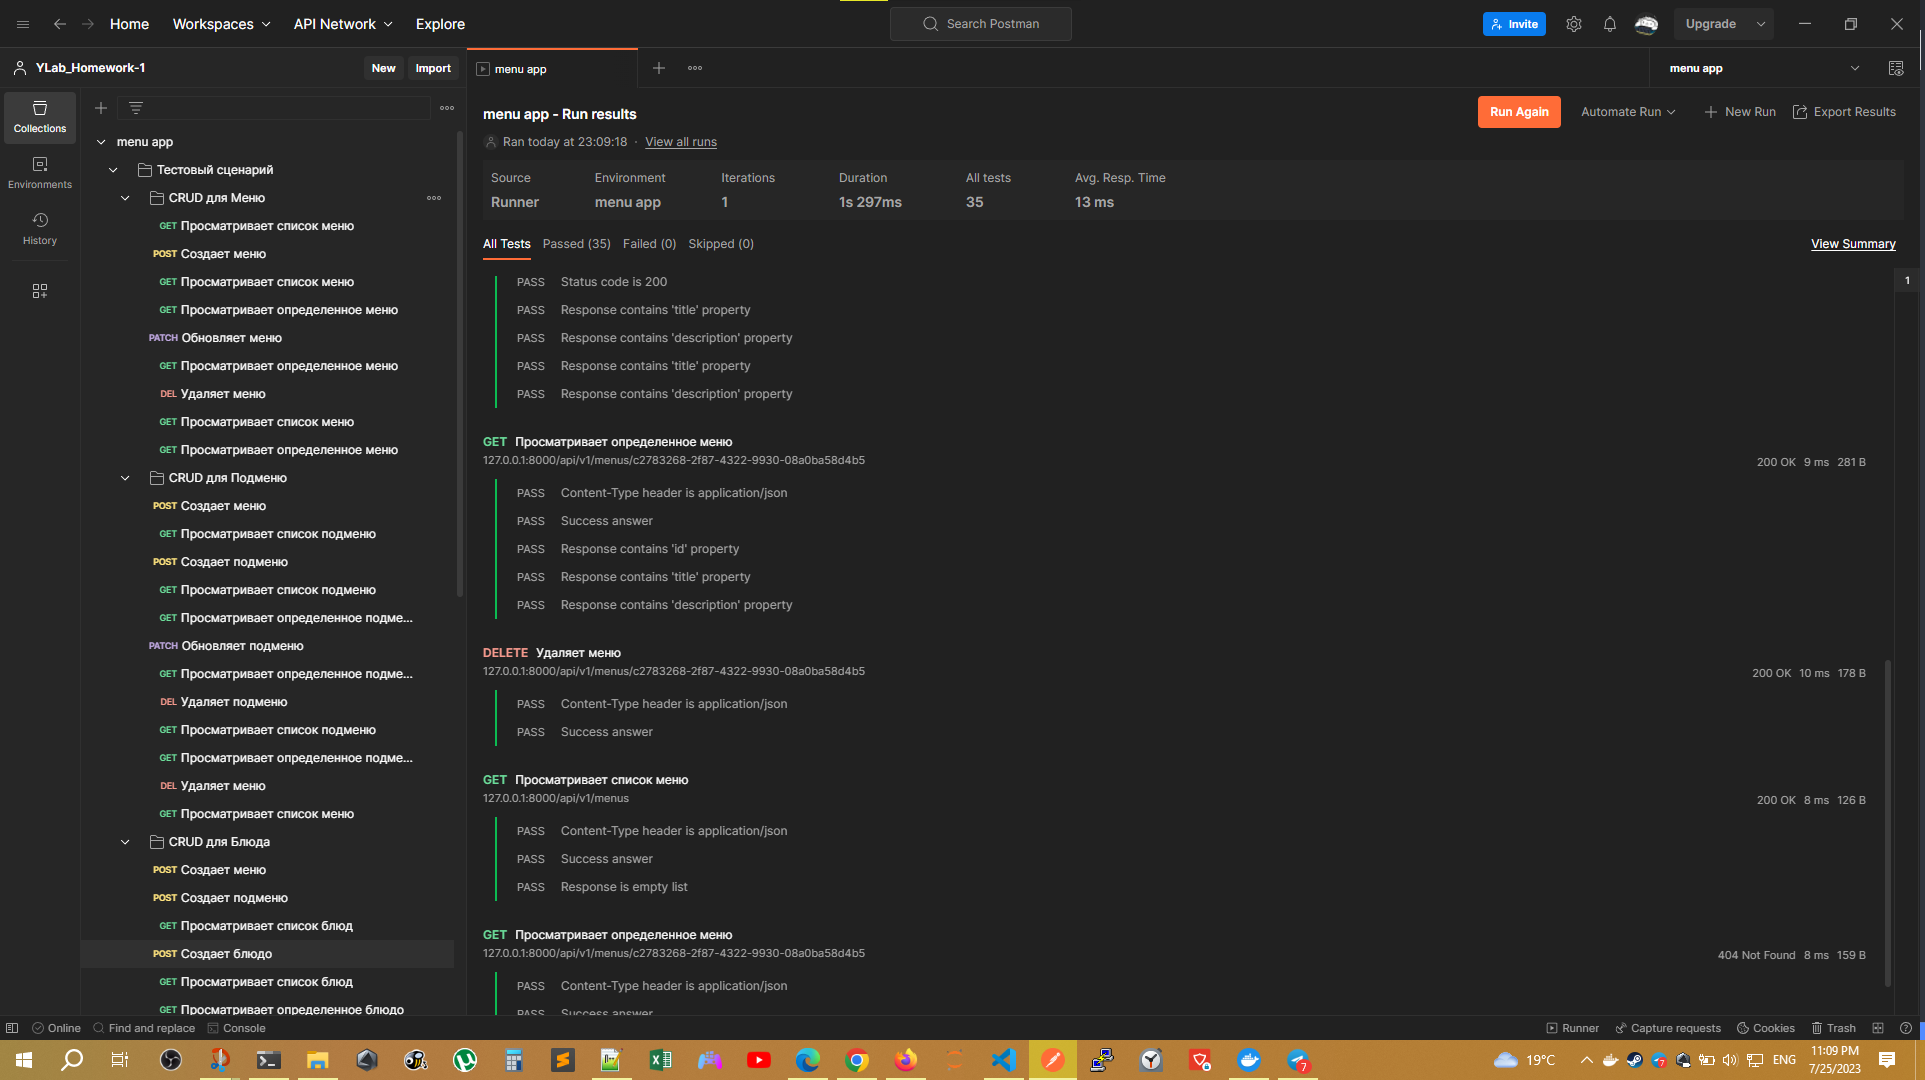 Home
Workspaces
API Network
Explore
Search Postman
Invite
Upgrade
YLab_Homework-1
New
Import
menu app
menu app
Collections
Environments
History
menu app
Тестовый сценарий
CRUD для Меню
GET Просматривает список меню
POST Создает меню
GET Просматривает список меню
GET Просматривает определенное меню
PATCH Обновляет меню
GET Просматривает определенное меню
DEL Удаляет меню
GET Просматривает список меню
GET Просматривает определенное меню
CRUD для Подменю
POST Создает меню
GET Просматривает список подменю
POST Создает подменю
GET Просматривает список подменю
GET Просматривает определенное подме...
PATCH Обновляет подменю
GET Просматривает определенное подме...
DEL Удаляет подменю
GET Просматривает список подменю
GET Просматривает определенное подме...
DEL Удаляет меню
GET Просматривает список меню
CRUD для Блюда
POST Создает меню
POST Создает подменю
GET Просматривает список блюд
POST Создает блюдо
GET Просматривает список блюд
GET Просматривает определенное блюдо
menu app - Run results
Run Again
Automate Run
New Run
Export Results
Ran today at 23:09:18 · View all runs
Source Environment Iterations Duration All tests Avg. Resp. Time
Runner menu app 1 1s 297ms 35 13 ms
All Tests Passed (35) Failed (0) Skipped (0)
View Summary
1
PASS Status code is 200
PASS Response contains 'title' property
PASS Response contains 'description' property
PASS Response contains 'title' property
PASS Response contains 'description' property
GET Просматривает определенное меню
127.0.0.1:8000/api/v1/menus/c2783268-2f87-4322-9930-08a0ba58d4b5
200 OK 9 ms 281 B
PASS Content-Type header is application/json
PASS Success answer
PASS Response contains 'id' property
PASS Response contains 'title' property
PASS Response contains 'description' property
DELETE Удаляет меню
127.0.0.1:8000/api/v1/menus/c2783268-2f87-4322-9930-08a0ba58d4b5
200 OK 10 ms 178 B
PASS Content-Type header is application/json
PASS Success answer
GET Просматривает список меню
127.0.0.1:8000/api/v1/menus
200 OK 8 ms 126 B
PASS Content-Type header is application/json
PASS Success answer
PASS Response is empty list
GET Просматривает определенное меню
127.0.0.1:8000/api/v1/menus/c2783268-2f87-4322-9930-08a0ba58d4b5
404 Not Found 8 ms 159 B
PASS Content-Type header is application/json
PASS Success answer
Online
Find and replace
Console
Runner
Capture requests
Cookies
Trash
19°C
ENG
11:09 PM
7/25/2023